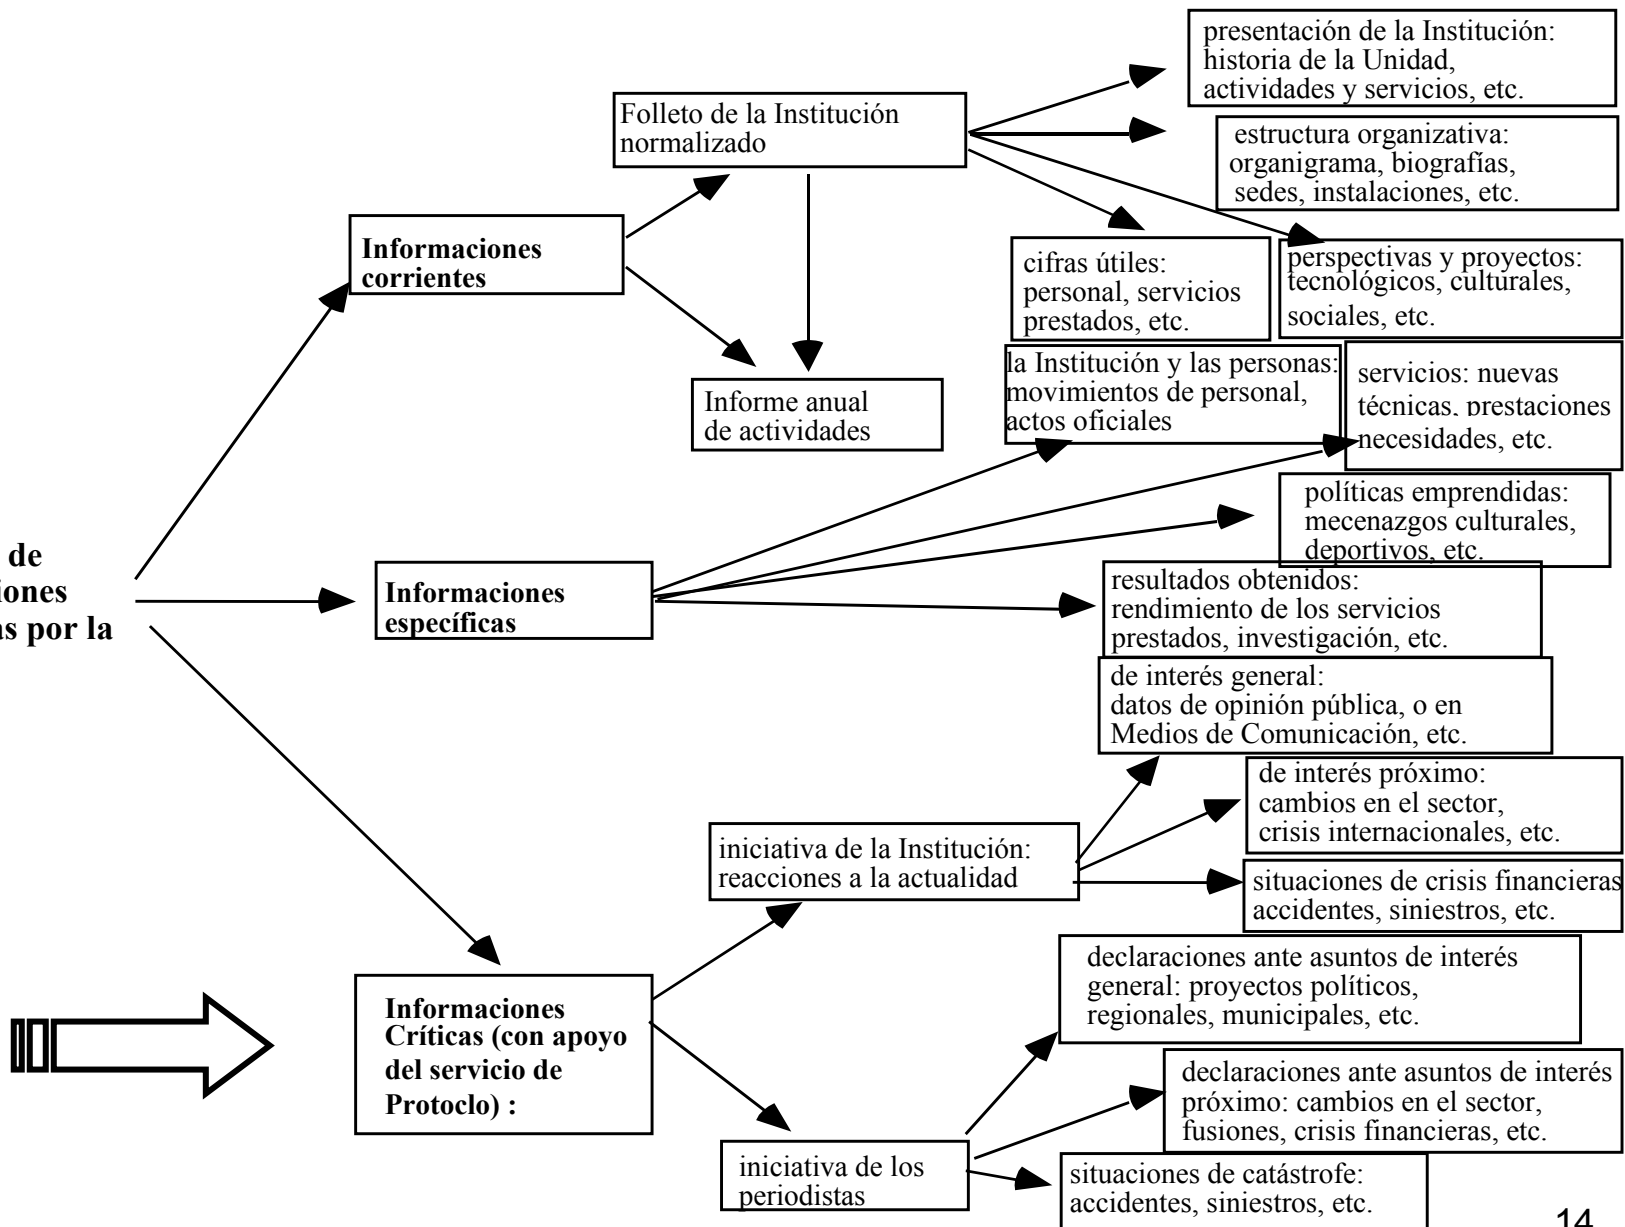 presentación de la Institución:
historia de la Unidad,
actividades y servicios, etc.
Folleto de la Institución
normalizado
estructura organizativa:
organigrama, biografías,
sedes, instalaciones, etc.
Informaciones
corrientes
cifras útiles:
personal, servicios
prestados, etc.
perspectivas y proyectos:
tecnológicos, culturales,
sociales, etc.
Informe anual
de actividades
la Institución y las personas:
movimientos de personal,
actos oficiales
servicios: nuevas
técnicas, prestaciones
necesidades, etc.
políticas emprendidas:
mecenazgos culturales,
deportivos, etc.
de
iones
as por la
Informaciones
específicas
resultados obtenidos:
rendimiento de los servicios
prestados, investigación, etc.
de interés general:
datos de opinión pública, o en
Medios de Comunicación, etc.
de interés próximo:
cambios en el sector,
crisis internacionales, etc.
iniciativa de la Institución:
reacciones a la actualidad
situaciones de crisis financieras
accidentes, siniestros, etc.
Informaciones
Críticas (con apoyo
del servicio de
Protoclo) :
declaraciones ante asuntos de interés
general: proyectos políticos,
regionales, municipales, etc.
declaraciones ante asuntos de interés
próximo: cambios en el sector,
fusiones, crisis financieras, etc.
iniciativa de los
periodistas
situaciones de catástrofe:
accidentes, siniestros, etc.
14